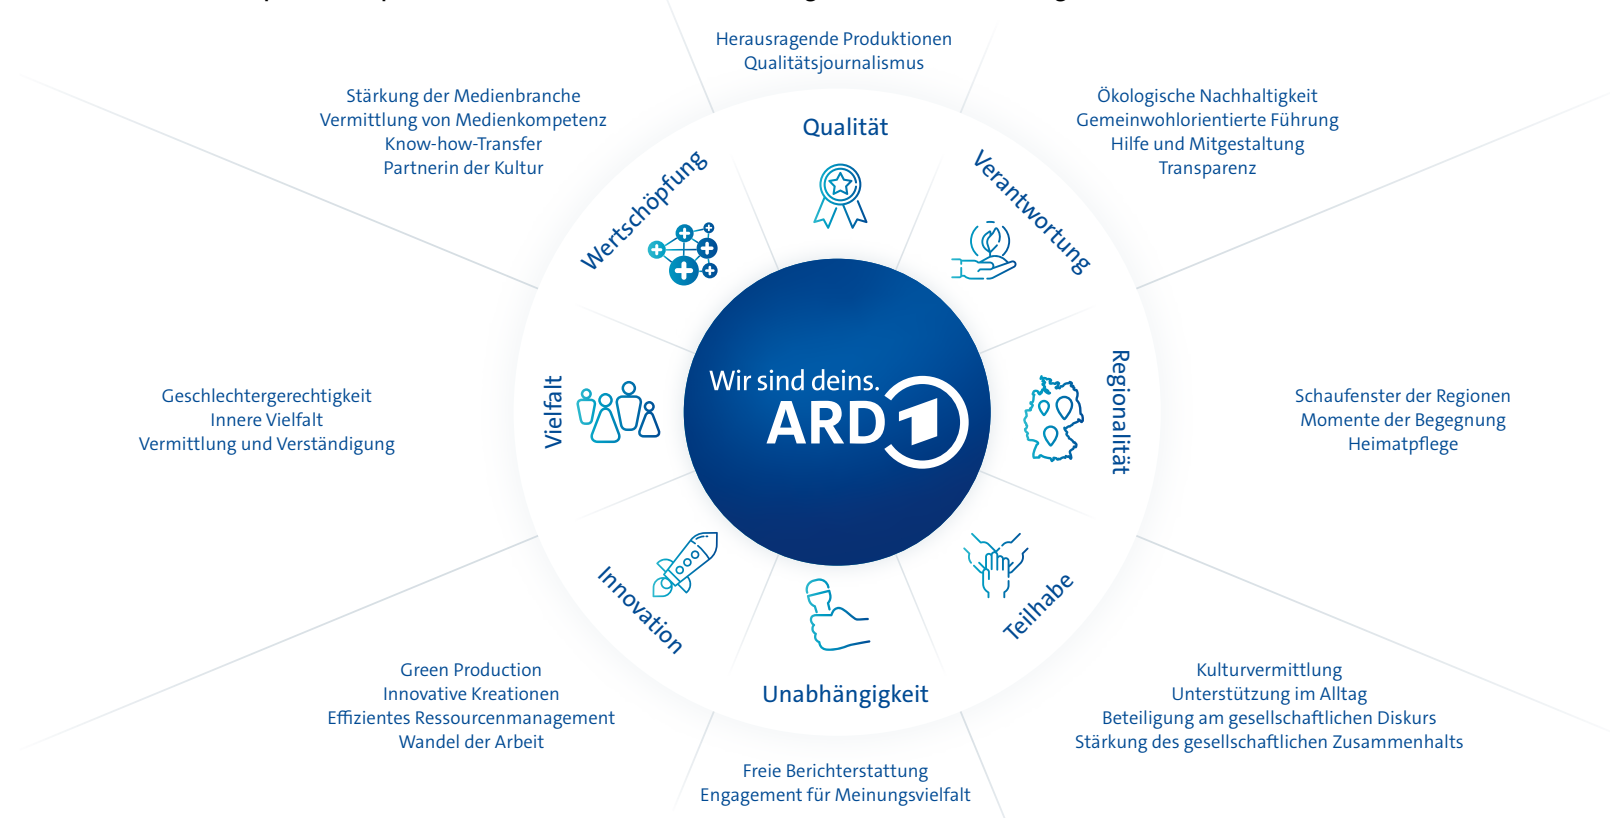 Herausragende Produktionen
Qualitätsjournalismus
Qualität
Ökologische Nachhaltigkeit
Gemeinwohlorientierte Führung
Hilfe und Mitgestaltung
Transparenz
Verantwortung
Schaufenster der Regionen
Momente der Begegnung
Heimatpflege
Regionalität
Kulturvermittlung
Unterstützung im Alltag
Beteiligung am gesellschaftlichen Diskurs
Stärkung des gesellschaftlichen Zusammenhalts
Teilhabe
Unabhängigkeit
Freie Berichterstattung
Engagement für Meinungsvielfalt
Innovation
Green Production
Innovative Kreationen
Effizientes Ressourcenmanagement
Wandel der Arbeit
Vielfalt
Geschlechtergerechtigkeit
Innere Vielfalt
Vermittlung und Verständigung
Wertschöpfung
Stärkung der Medienbranche
Vermittlung von Medienkompetenz
Know-how-Transfer
Partnerin der Kultur
Wir sind deins.
ARD 1